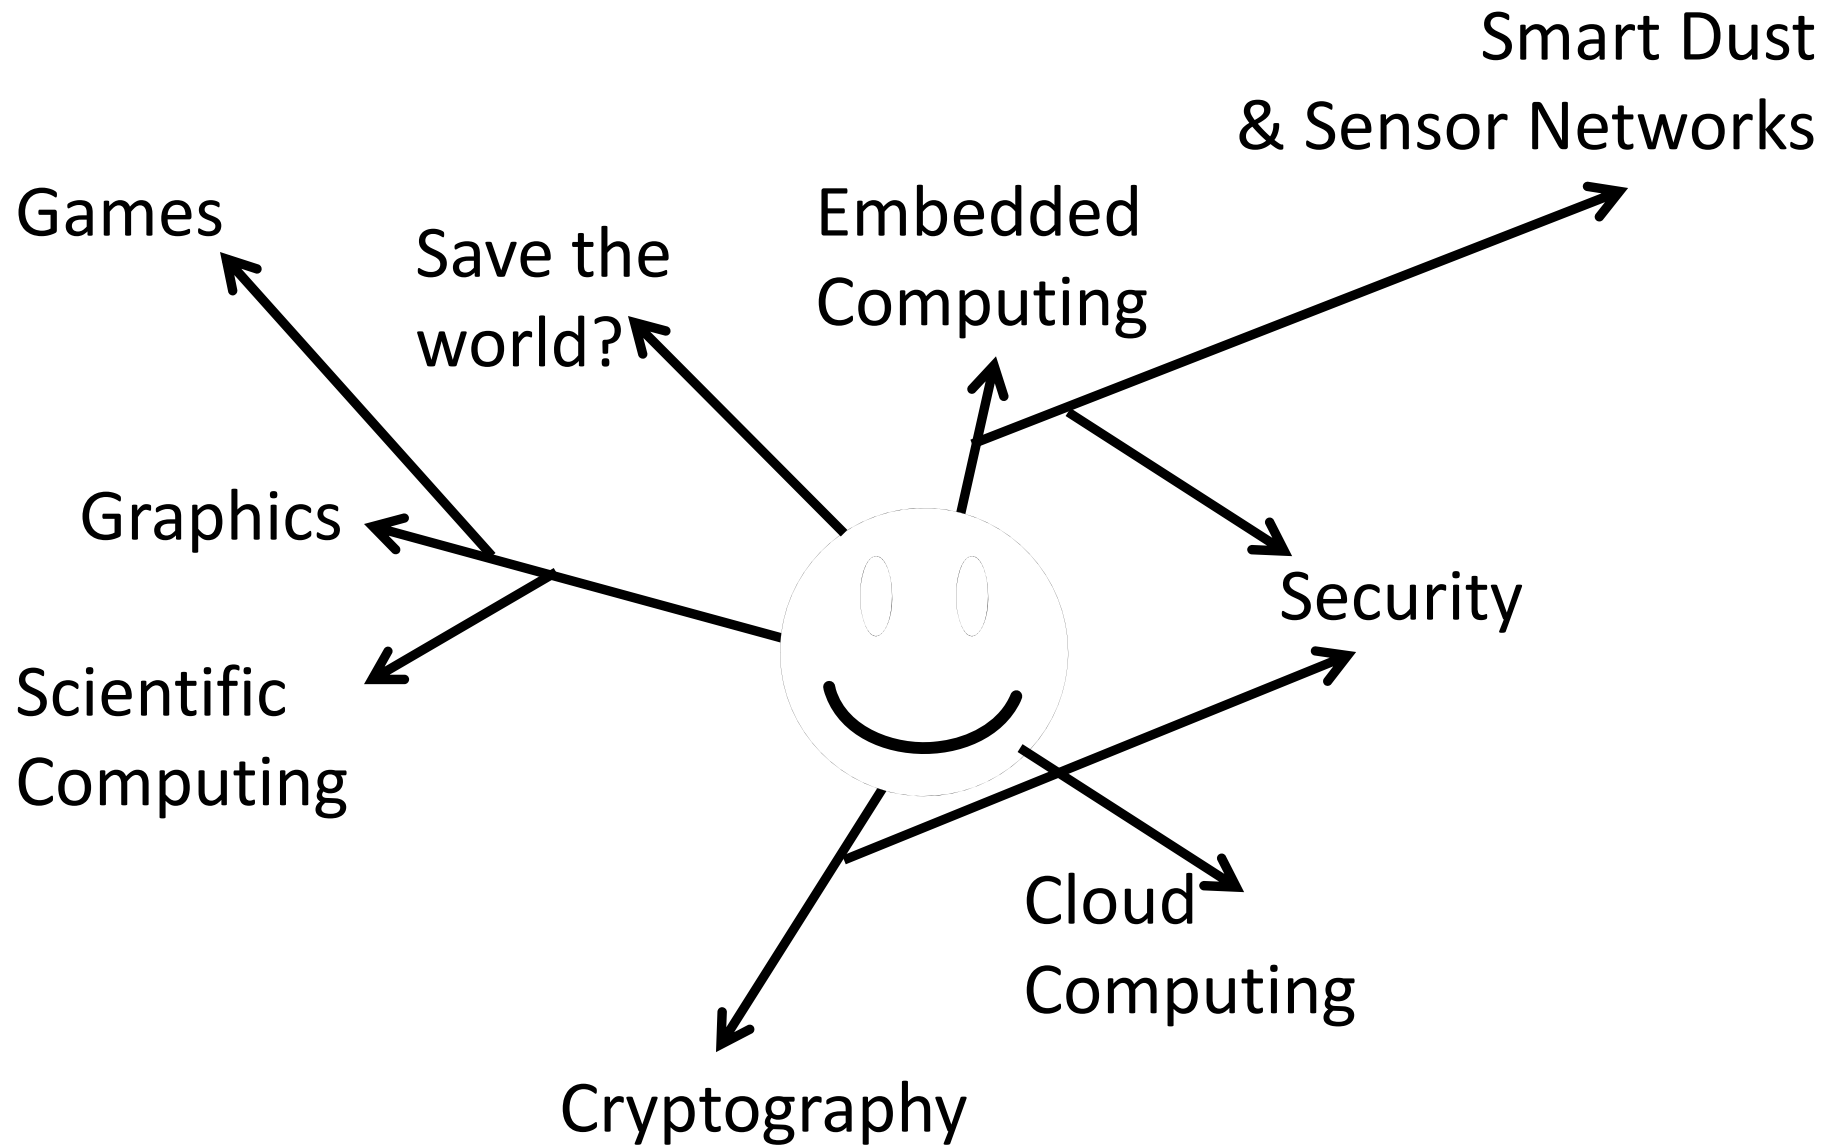 Smart Dust
& Sensor Networks
Games
Save the
world?
Embedded
Computing
Graphics
Security
Scientific
Computing
Cloud
Computing
Cryptography